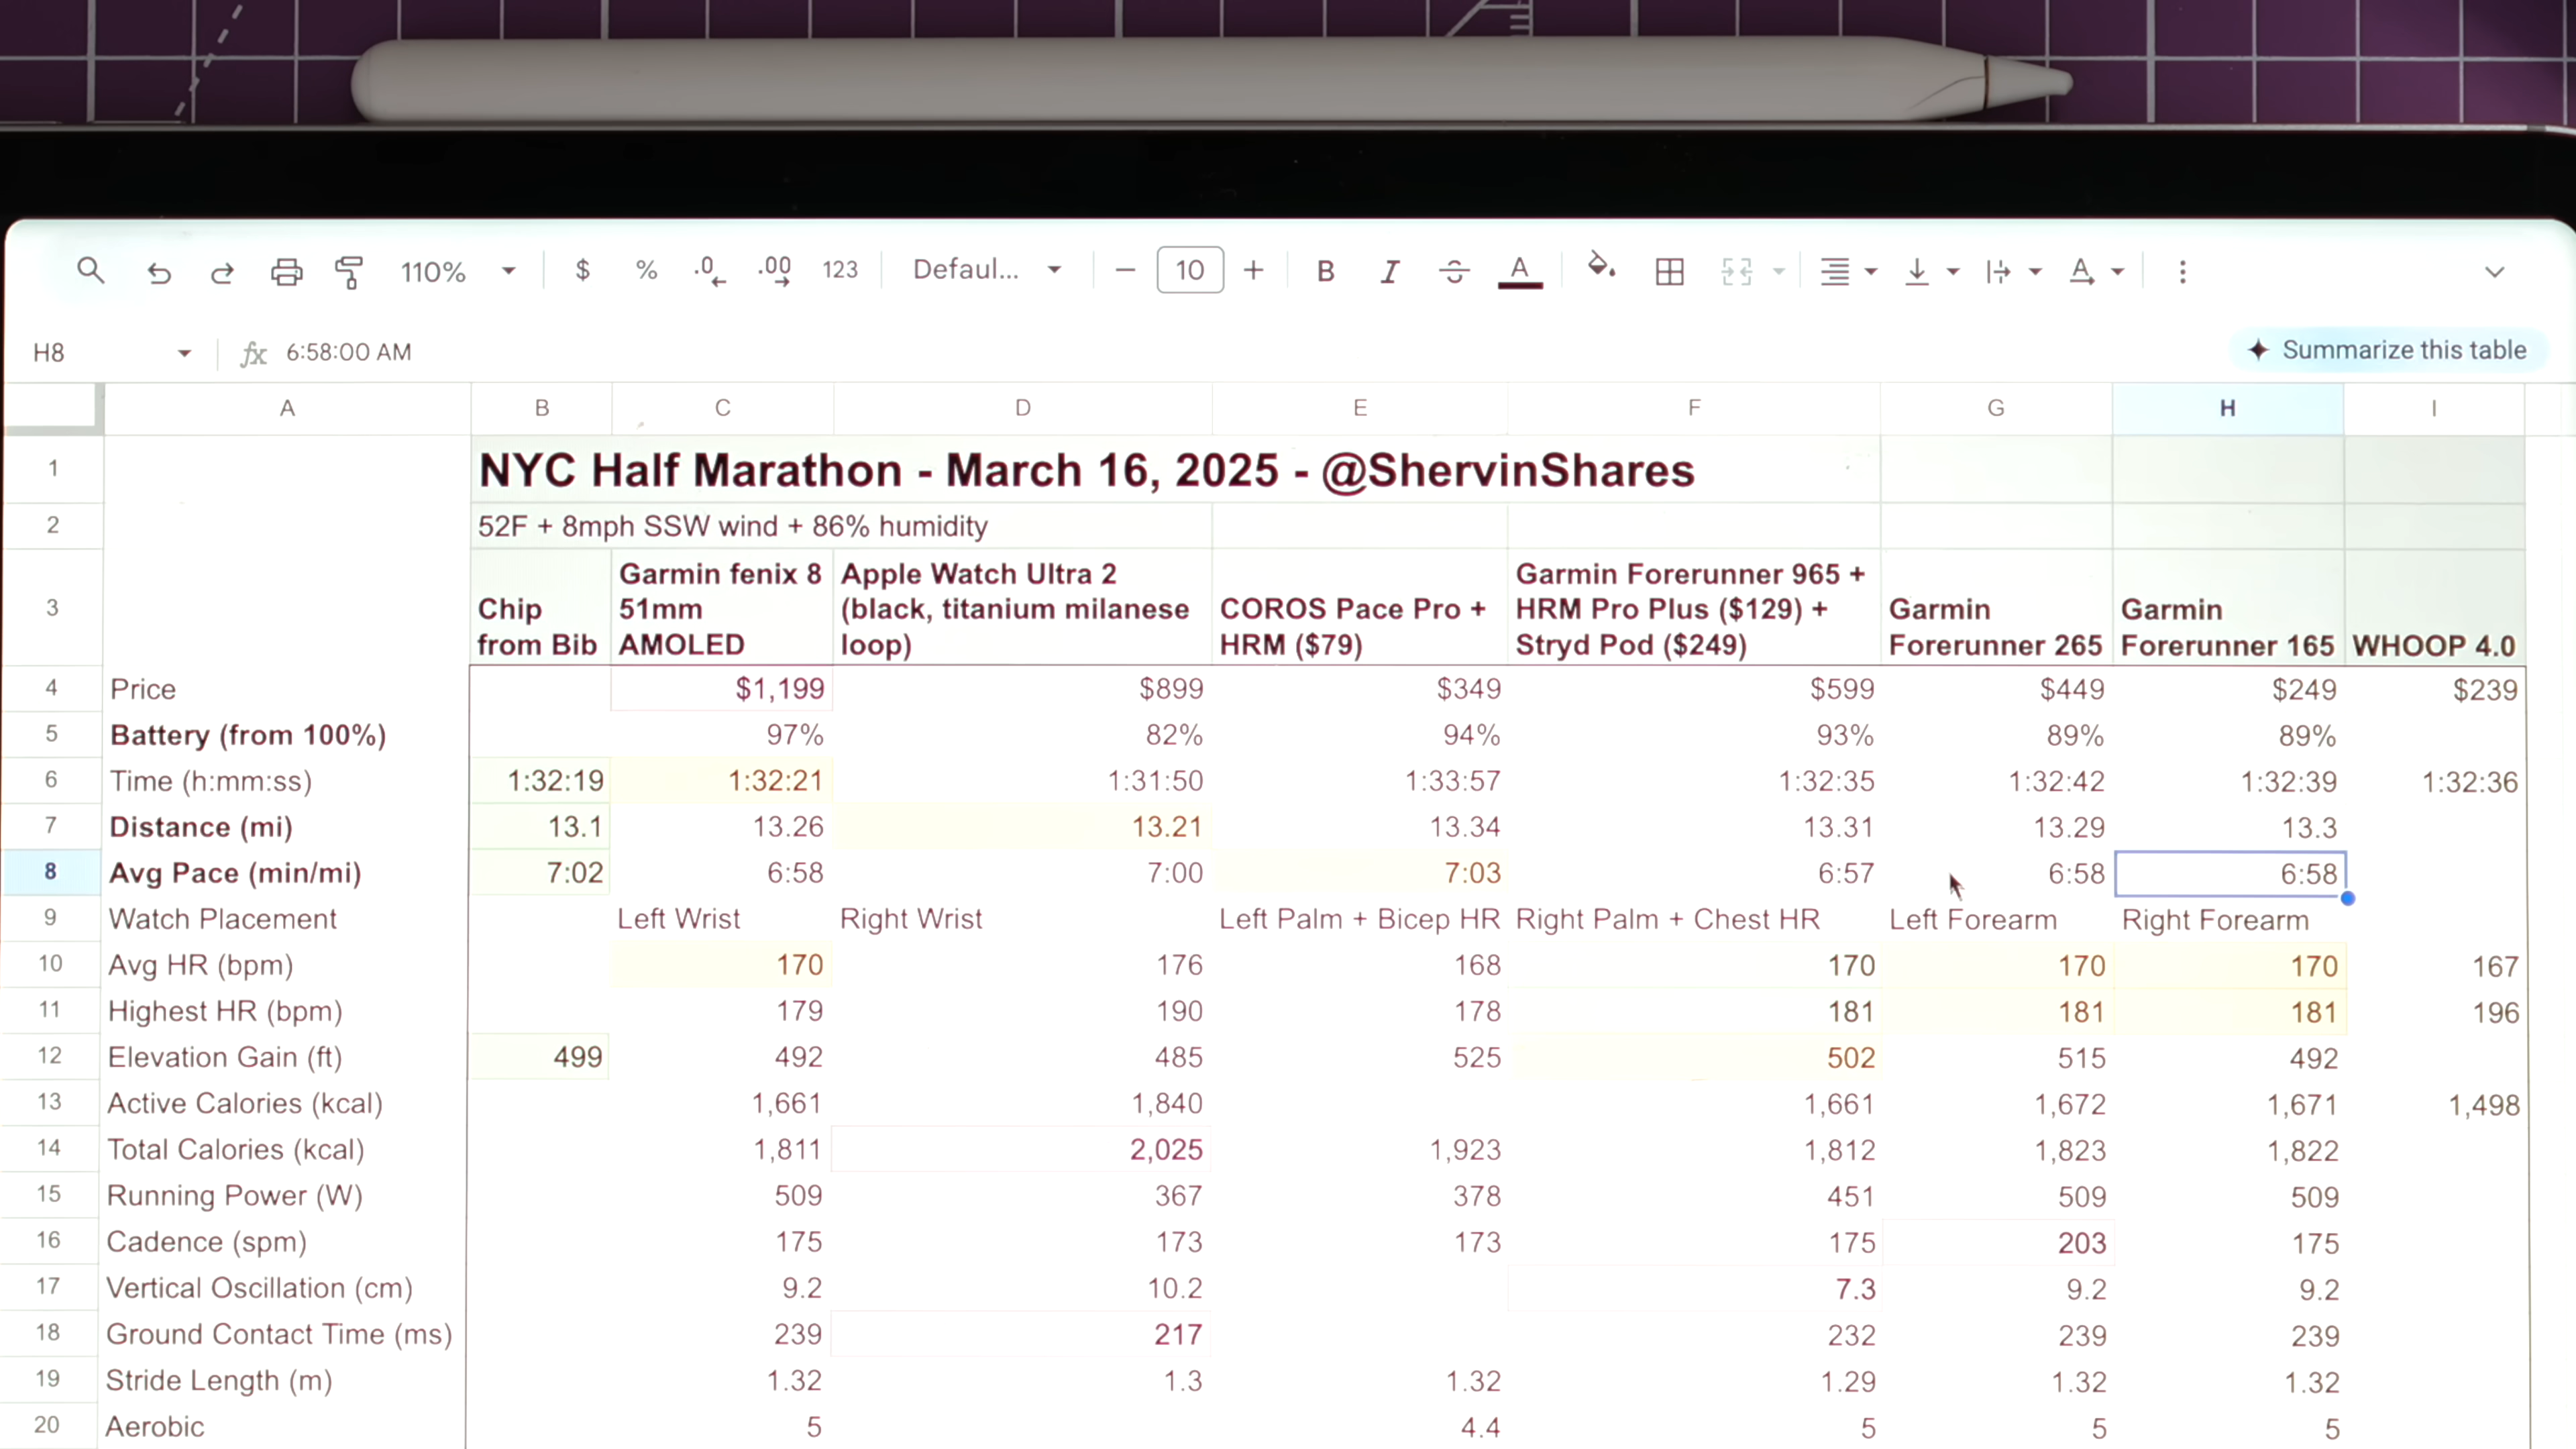 110% $ % .0 .00 123 Defaul... − 10 + B I A A
H8 fx 6:58:00 AM Summarize this table
A B C D E F G H I
1 NYC Half Marathon - March 16, 2025 - @ShervinShares
2 52F + 8mph SSW wind + 86% humidity
Garmin fenix 8 Apple Watch Ultra 2 Garmin Forerunner 965 +
3 Chip 51mm (black, titanium milanese COROS Pace Pro + HRM Pro Plus ($129) + Garmin Garmin
from Bib AMOLED loop) HRM ($79) Stryd Pod ($249) Forerunner 265 Forerunner 165 WHOOP 4.0
4 Price $1,199 $899 $349 $599 $449 $249 $239
5 Battery (from 100%) 97% 82% 94% 93% 89% 89%
6 Time (h:mm:ss) 1:32:19 1:32:21 1:31:50 1:33:57 1:32:35 1:32:42 1:32:39 1:32:36
7 Distance (mi) 13.1 13.26 13.21 13.34 13.31 13.29 13.3
8 Avg Pace (min/mi) 7:02 6:58 7:00 7:03 6:57 6:58 6:58
9 Watch Placement Left Wrist Right Wrist Left Palm + Bicep HR Right Palm + Chest HR Left Forearm Right Forearm
10 Avg HR (bpm) 170 176 168 170 170 170 167
11 Highest HR (bpm) 179 190 178 181 181 181 196
12 Elevation Gain (ft) 499 492 485 525 502 515 492
13 Active Calories (kcal) 1,661 1,840 1,661 1,672 1,671 1,498
14 Total Calories (kcal) 1,811 2,025 1,923 1,812 1,823 1,822
15 Running Power (W) 509 367 378 451 509 509
16 Cadence (spm) 175 173 173 175 203 175
17 Vertical Oscillation (cm) 9.2 10.2 7.3 9.2 9.2
18 Ground Contact Time (ms) 239 217 232 239 239
19 Stride Length (m) 1.32 1.3 1.32 1.29 1.32 1.32
20 Aerobic 5 4.4 5 5 5